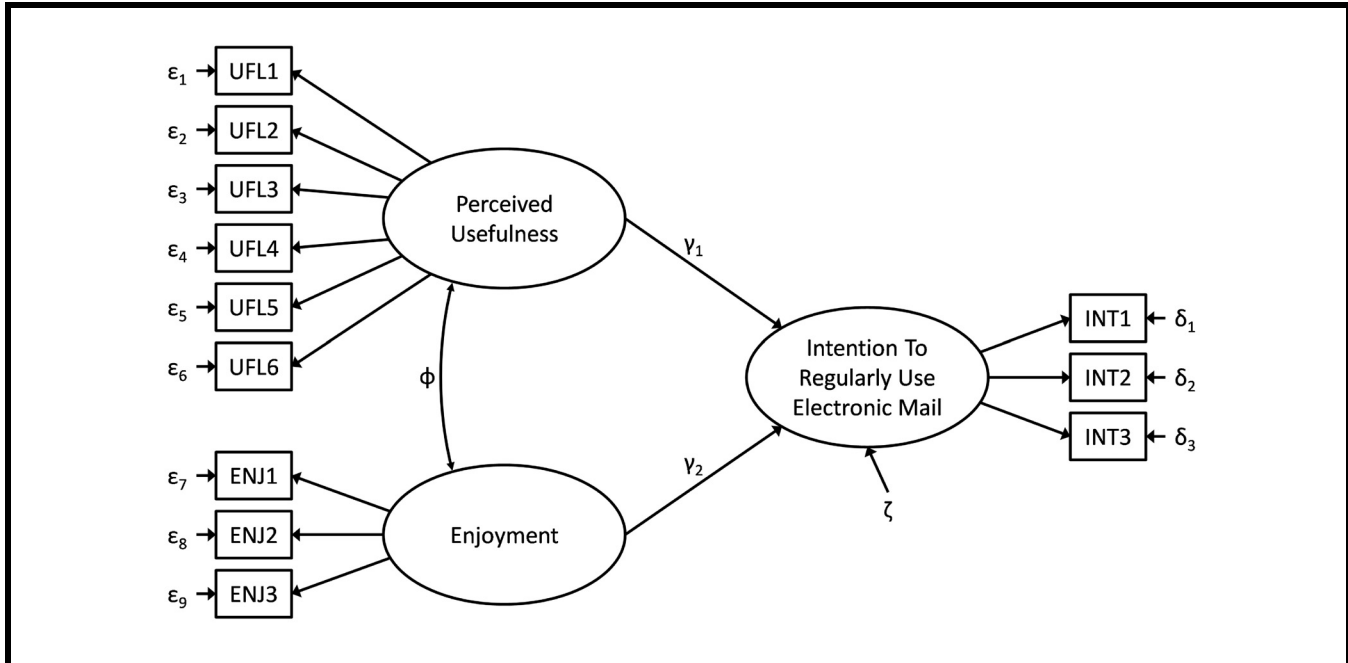 ε1
UFL1
ε2
UFL2
ε3
UFL3
ε4
UFL4
ε5
UFL5
ε6
UFL6
Perceived
Usefulness
γ1
ϕ
ε7
ENJ1
ε8
ENJ2
ε9
ENJ3
Enjoyment
γ2
Intention To
Regularly Use
Electronic Mail
ζ
INT1
δ1
INT2
δ2
INT3
δ3